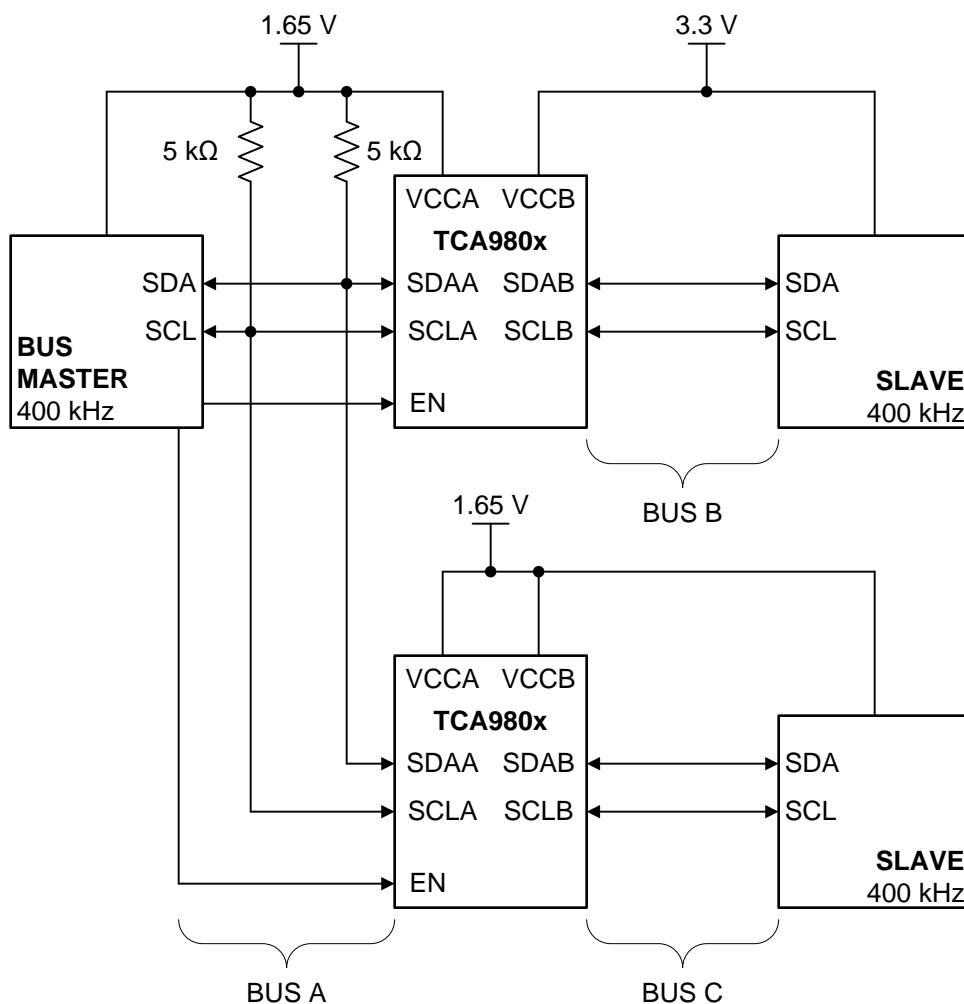 1.65 V
3.3 V
5 kΩ
5 kΩ
VCCA VCCB
TCA980x
SDA
SDAA SDAB
SDA
SCL
SCLA SCLB
SCL
BUS
MASTER
400 kHz
EN
SLAVE
400 kHz
BUS B
1.65 V
VCCA VCCB
TCA980x
SDAA SDAB
SDA
SCLA SCLB
SCL
EN
SLAVE
400 kHz
BUS A
BUS C